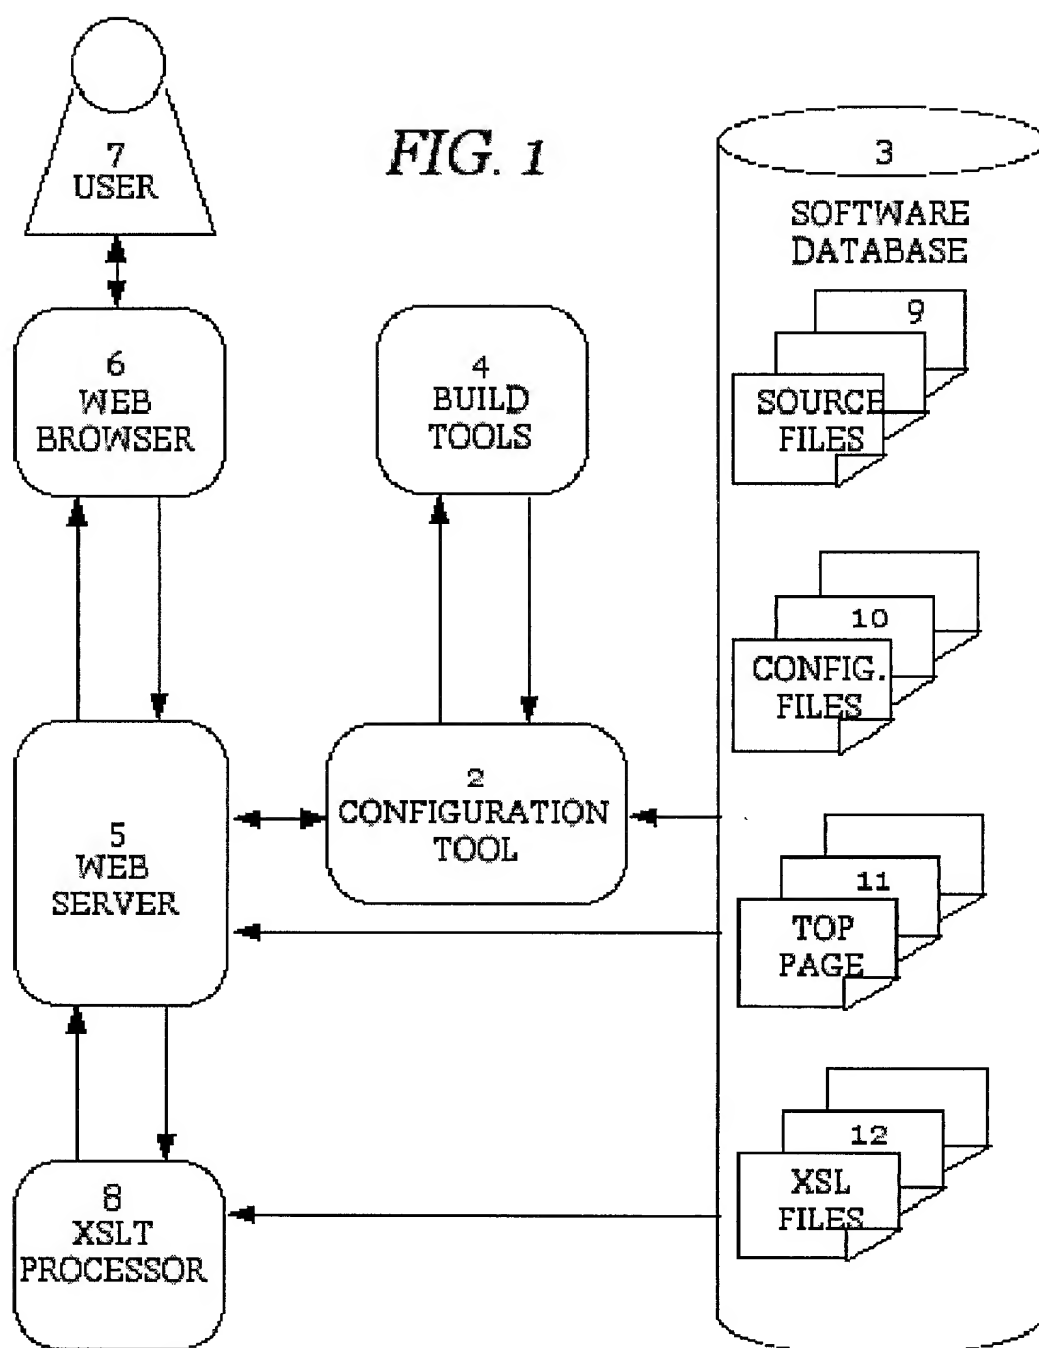 FIG. 1
7
USER
3
SOFTWARE
DATABASE
9
SOURCE
FILES
6
WEB
BROWSER
4
BUILD
TOOLS
10
CONFIG.
FILES
2
CONFIGURATION
TOOL
5
WEB
SERVER
11
TOP
PAGE
12
XSL
FILES
8
XSLT
PROCESSOR